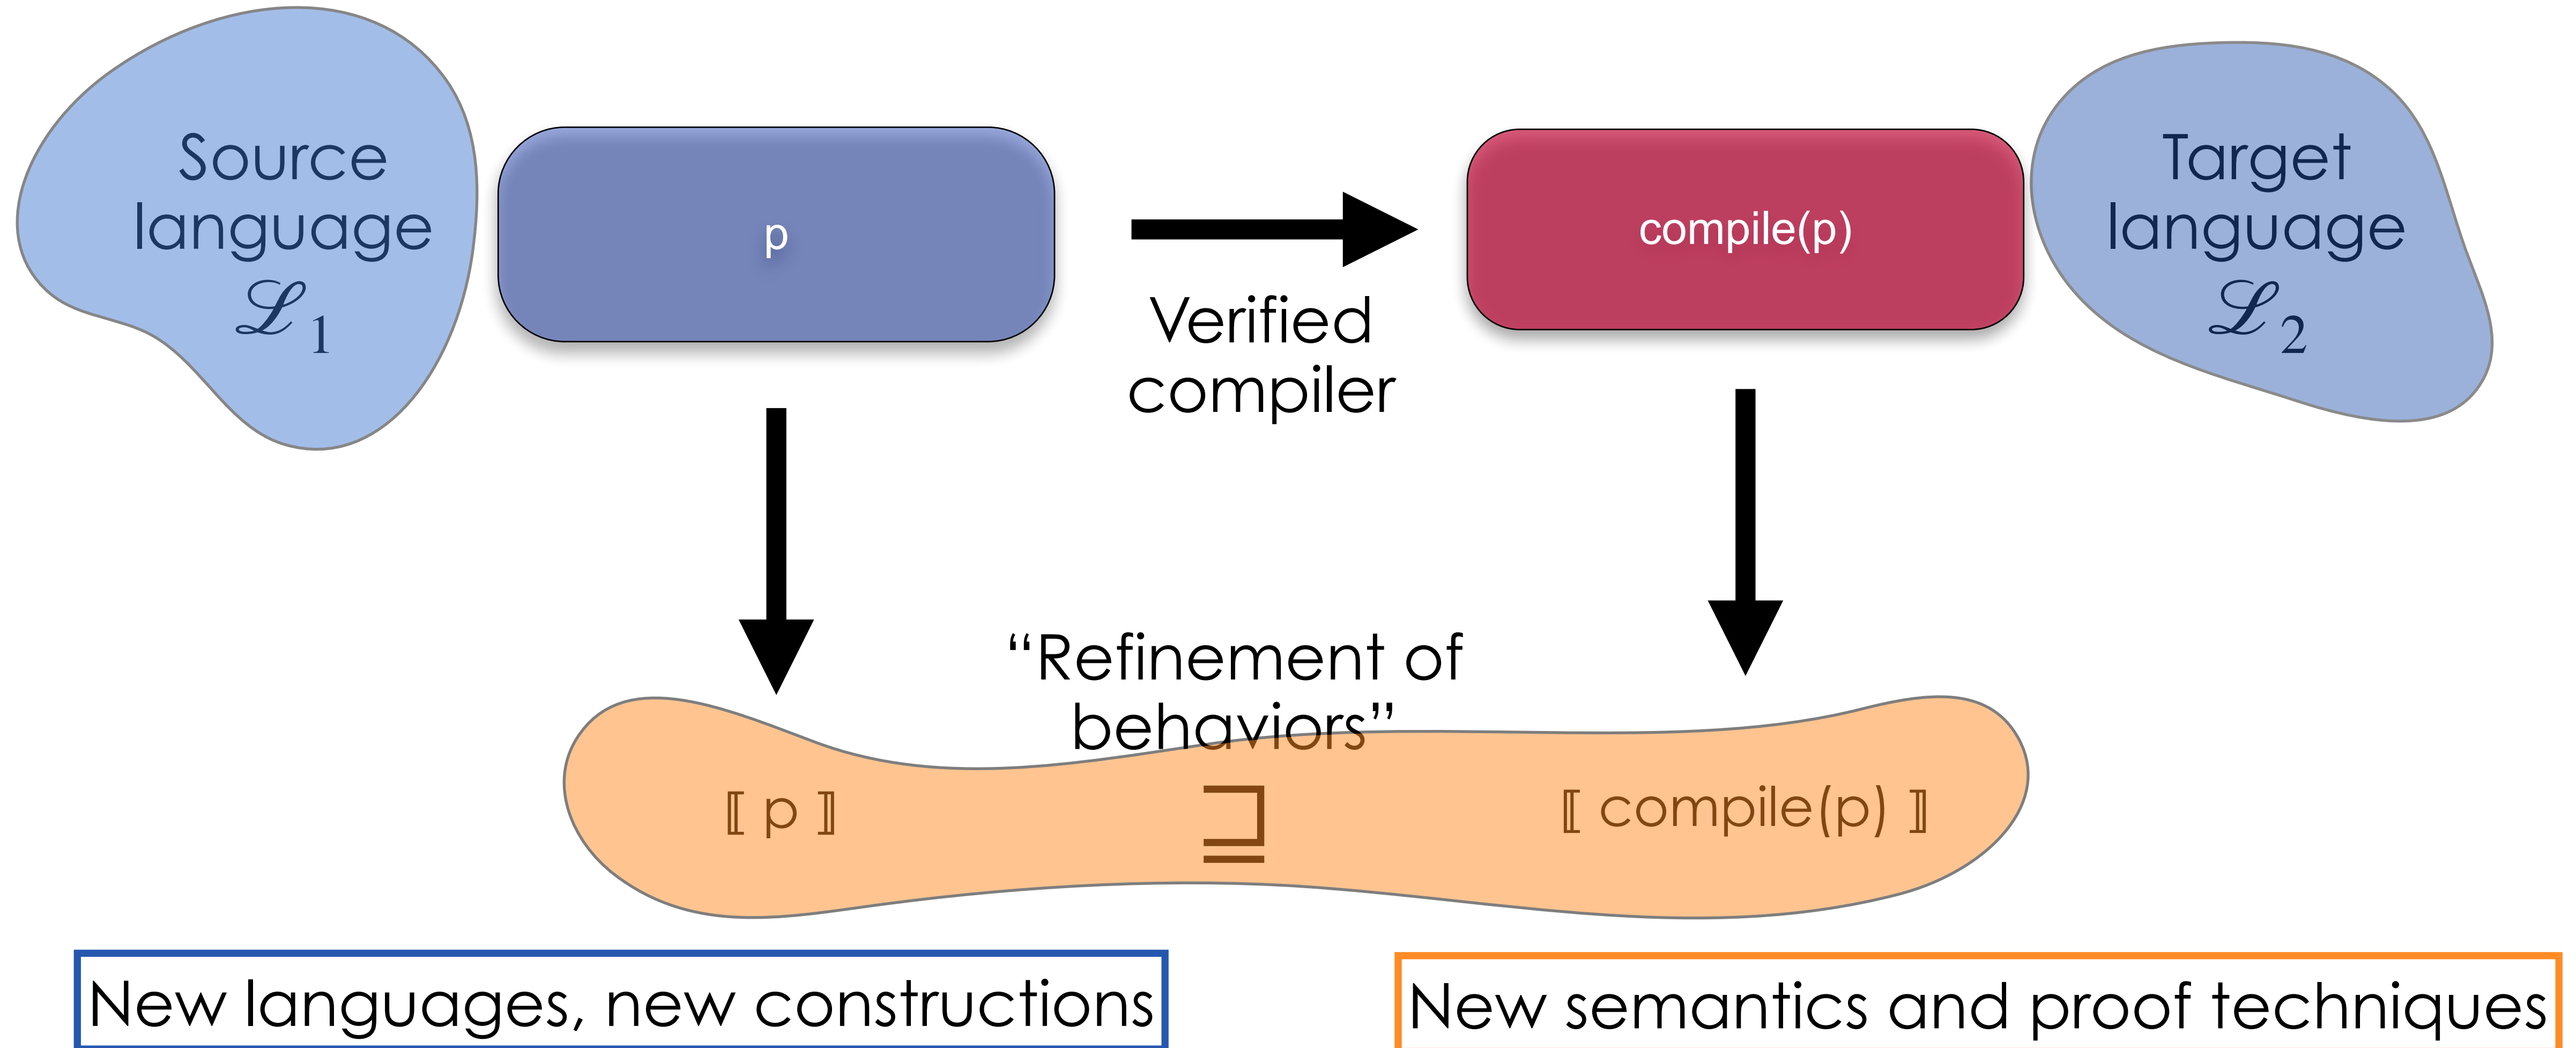 Source
language
ℒ₁
p
Verified
compiler
compile(p)
Target
language
ℒ₂
“Refinement of
behaviors”
⟦ p ⟧
⊒
⟦ compile(p) ⟧
New languages, new constructions
New semantics and proof techniques